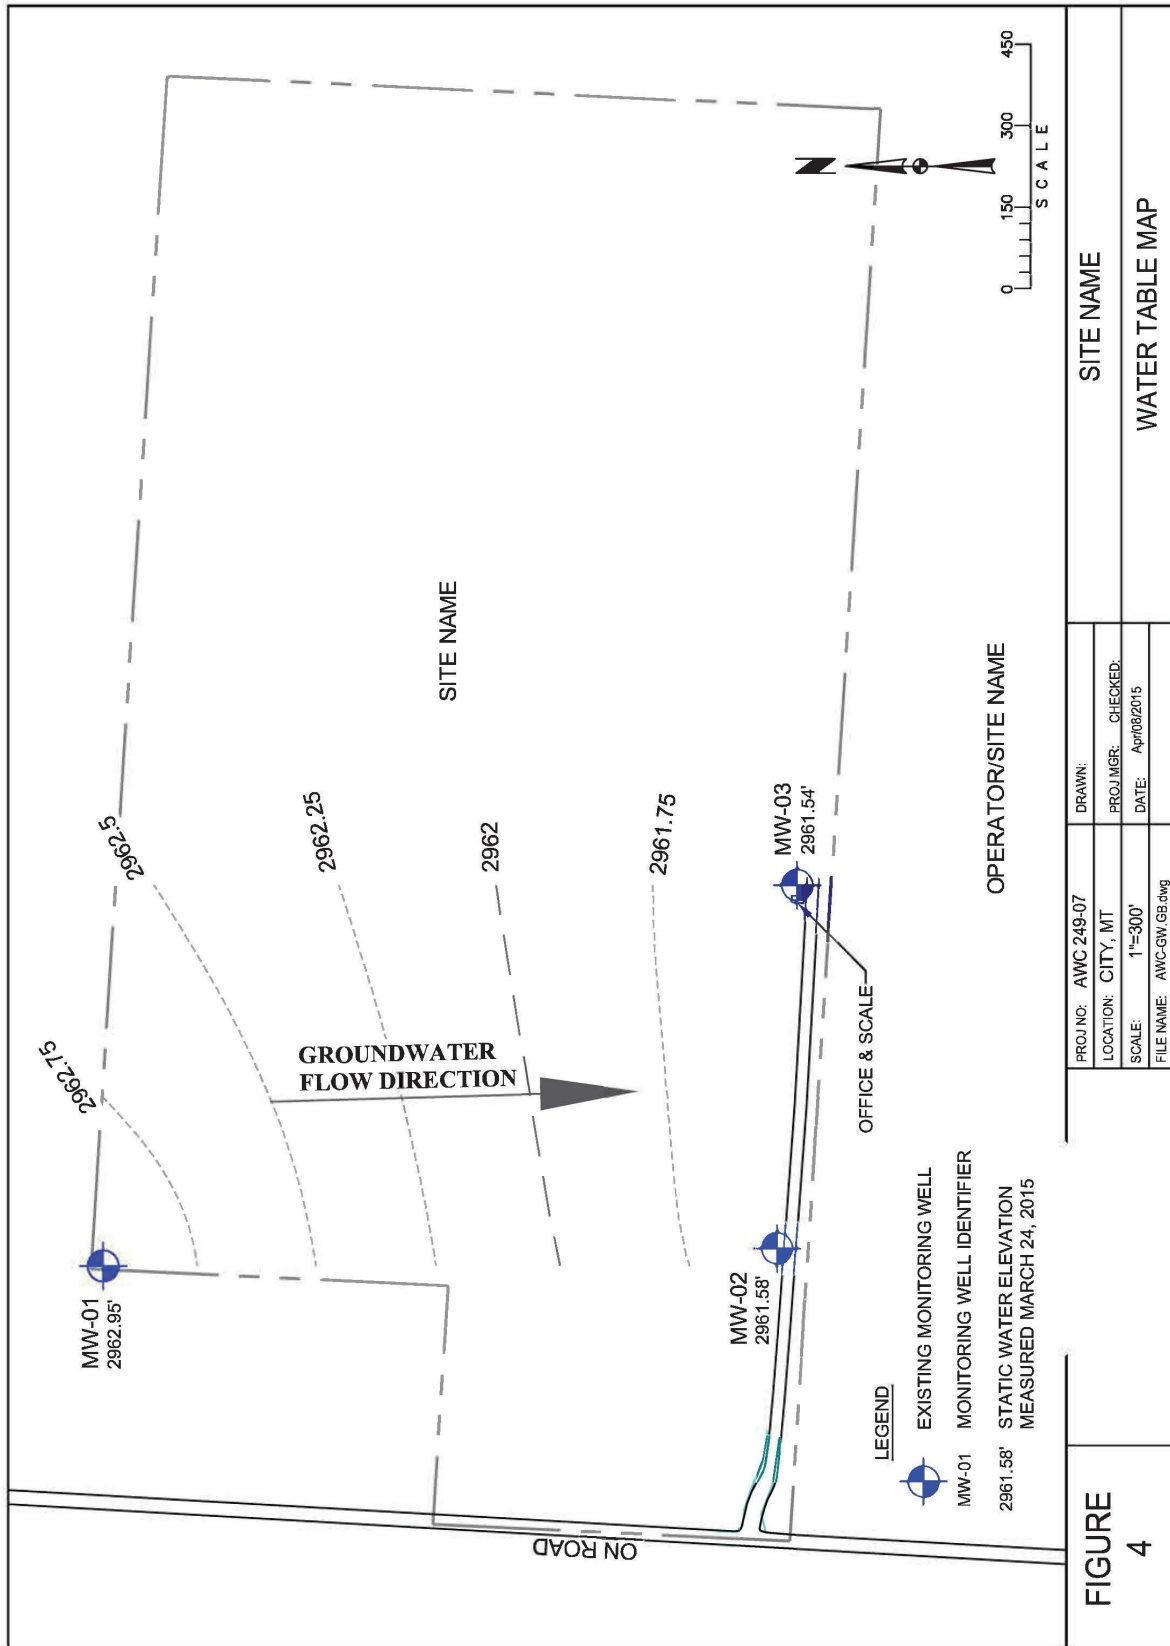 MW-01
2962.95'
2962.75
2962.5
2962.25
2962
2961.75
GROUNDWATER
FLOW DIRECTION
SITE NAME
MW-02
2961.58'
MW-03
2961.54'
OFFICE & SCALE
ON ROAD
OPERATOR/SITE NAME
N
0 150 300 450
SCALE
LEGEND
EXISTING MONITORING WELL
MW-01 MONITORING WELL IDENTIFIER
2961.58' STATIC WATER ELEVATION
MEASURED MARCH 24, 2015
FIGURE
4
PROJ NO: AWC 249-07
LOCATION: CITY, MT
SCALE: 1"=300'
FILE NAME: AWC-GW.GB.dwg
DRAWN:
PROJ MGR: CHECKED:
DATE: Apr/08/2015
SITE NAME
WATER TABLE MAP